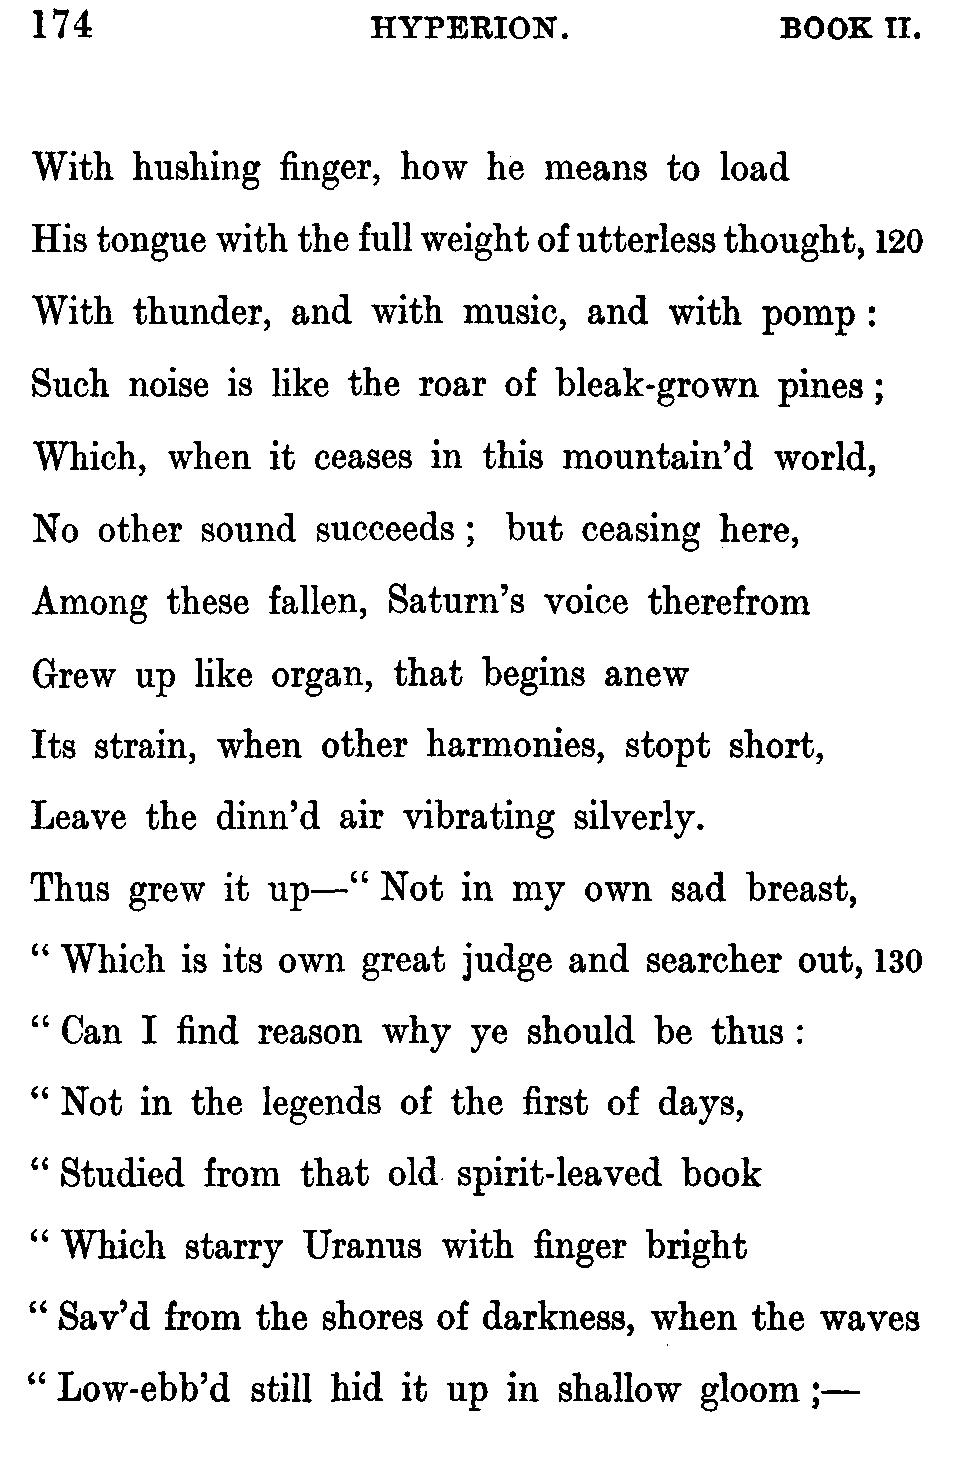 174 HYPERION. BOOK II.
With hushing finger, how he means to load
His tongue with the full weight of utterless thought, 120
With thunder, and with music, and with pomp :
Such noise is like the roar of bleak-grown pines ;
Which, when it ceases in this mountain’d world,
No other sound succeeds ; but ceasing here,
Among these fallen, Saturn’s voice therefrom
Grew up like organ, that begins anew
Its strain, when other harmonies, stopt short,
Leave the dinn’d air vibrating silverly.
Thus grew it up—“ Not in my own sad breast,
“ Which is its own great judge and searcher out, 130
“ Can I find reason why ye should be thus :
“ Not in the legends of the first of days,
“ Studied from that old spirit-leaved book
“ Which starry Uranus with finger bright
“ Sav’d from the shores of darkness, when the waves
“ Low-ebb’d still hid it up in shallow gloom ;—